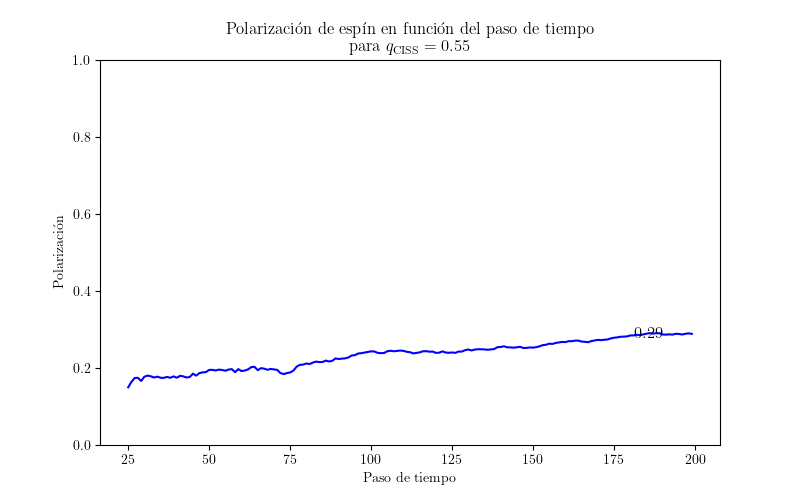 Polarización de espín en función del paso de tiempo
para q_CISS = 0.55
1.0
0.8
0.6
0.4
0.2
0.0
Polarización
0.29
25 50 75 100 125 150 175 200
Paso de tiempo